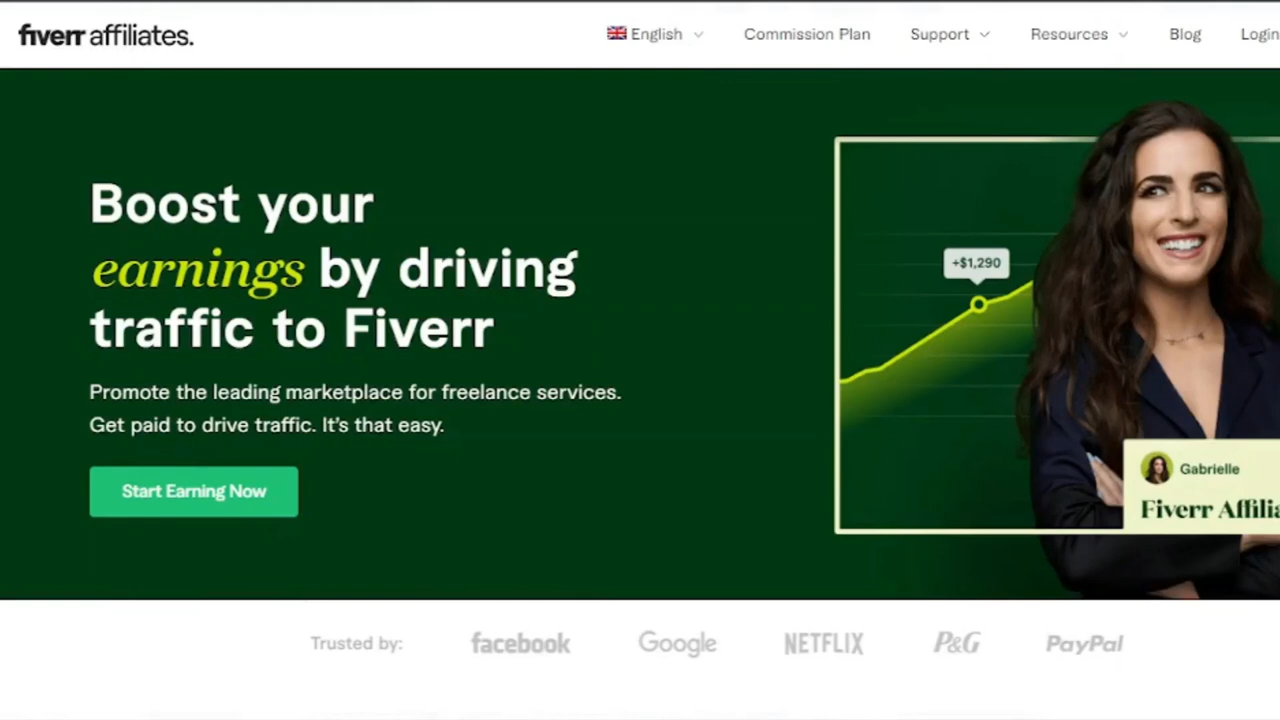 fiverr affiliates.
English
Commission Plan
Support
Resources
Blog
Login
Boost your
earnings by driving
traffic to Fiverr
Promote the leading marketplace for freelance services.
Get paid to drive traffic. It's that easy.
Start Earning Now
+$1,290
Gabrielle
Fiverr Affilia
Trusted by:
facebook
Google
NETFLIX
P&G
PayPal